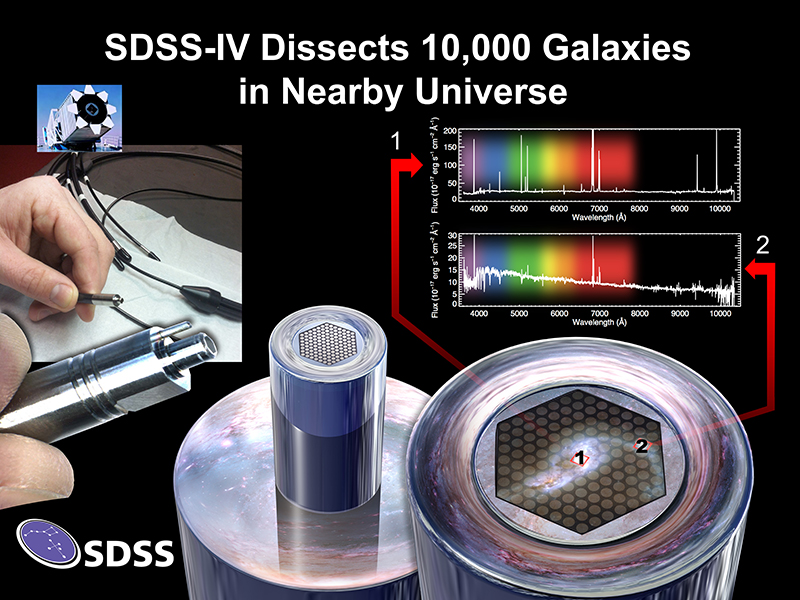 SDSS-IV Dissects 10,000 Galaxies
in Nearby Universe
1
200
150
100
50
0
Flux (10⁻¹⁷ erg s⁻¹ cm⁻² Å⁻¹)
4000 5000 6000 7000 8000 9000 10000
Wavelength (Å)
2
30
25
20
15
10
5
0
Flux (10⁻¹⁷ erg s⁻¹ cm⁻² Å⁻¹)
4000 5000 6000 7000 8000 9000 10000
Wavelength (Å)
1
2
SDSS